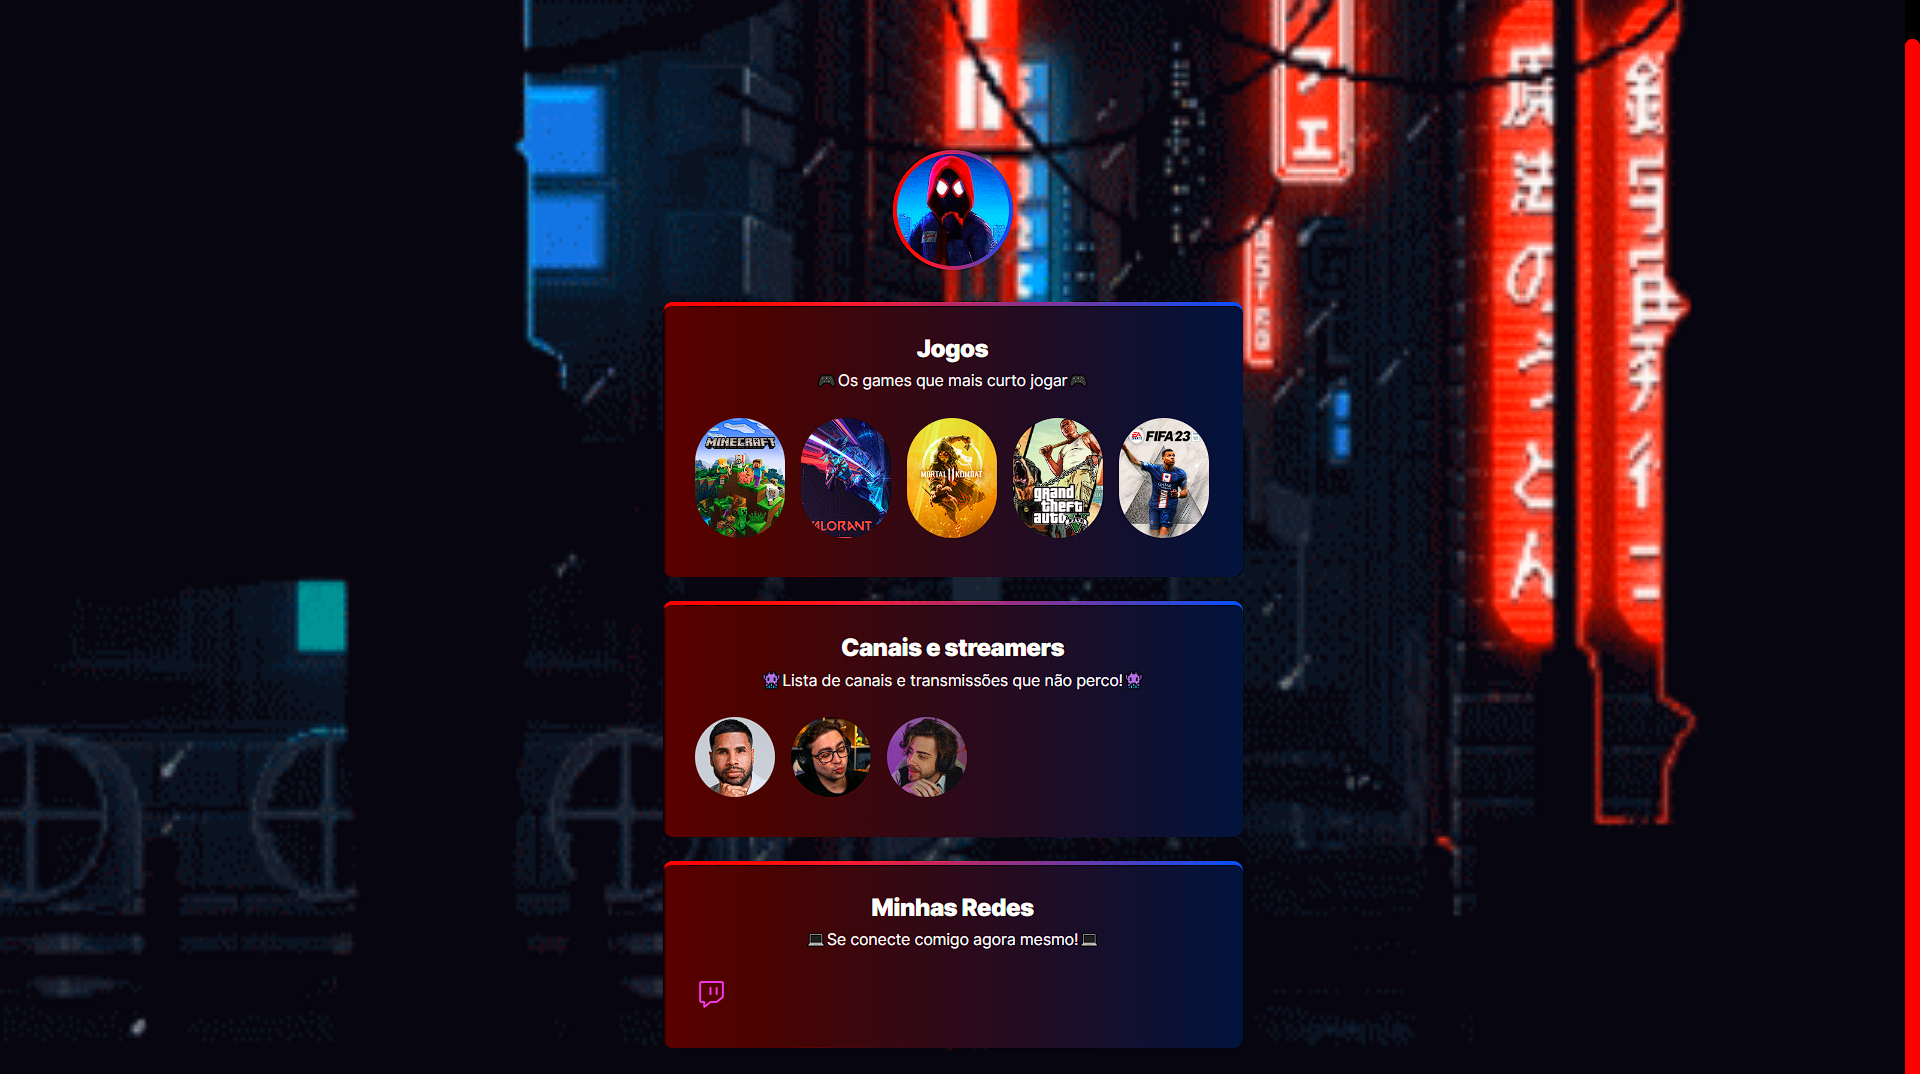 Jogos
🎮Os games que mais curto jogar🎮
MINECRAFT
VALORANT
MORTAL KOMBAT 11
grand
theft
auto
V
FIFA 23
Canais e streamers
👾Lista de canais e transmissões que não perco!👾
Minhas Redes
💻Se conecte comigo agora mesmo!💻